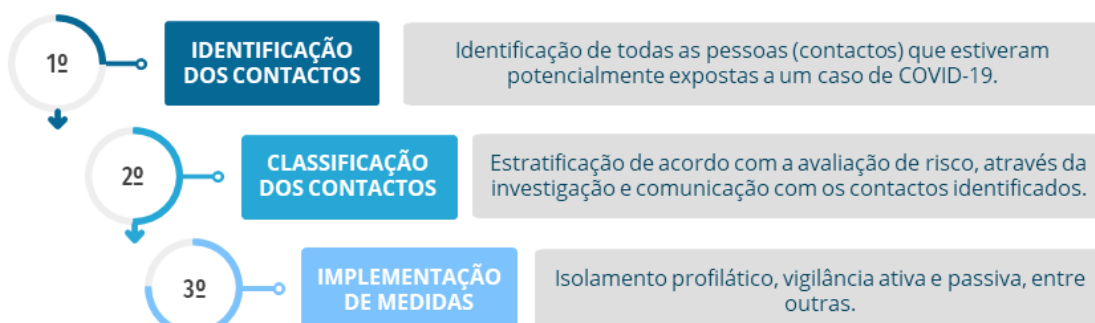 1º
IDENTIFICAÇÃO
DOS CONTACTOS
Identificação de todas as pessoas (contactos) que estiveram
potencialmente expostas a um caso de COVID-19.
2º
CLASSIFICAÇÃO
DOS CONTACTOS
Estratificação de acordo com a avaliação de risco, através da
investigação e comunicação com os contactos identificados.
3º
IMPLEMENTAÇÃO
DE MEDIDAS
Isolamento profilático, vigilância ativa e passiva, entre
outras.